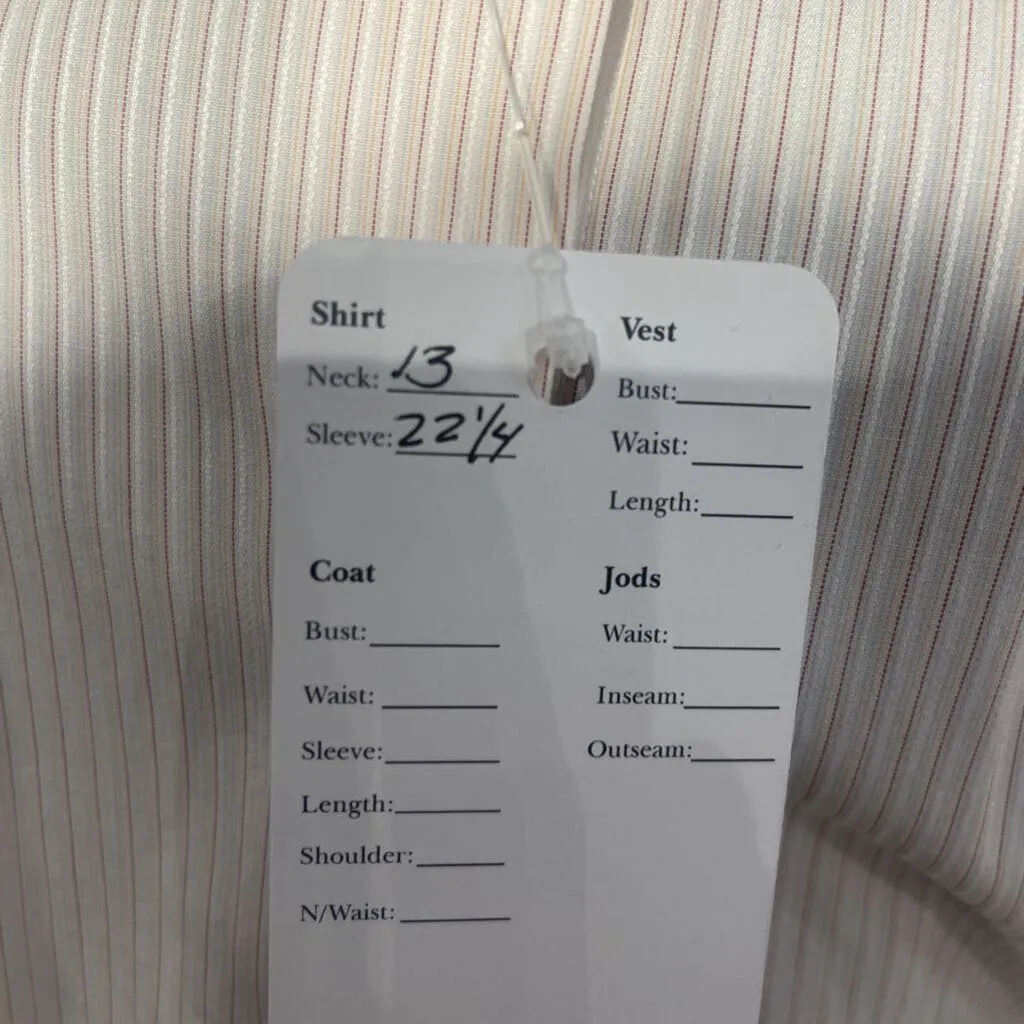 Shirt
Neck: 13
Sleeve: 22 1/4
Vest
Bust:
Waist:
Length:
Coat
Bust:
Waist:
Sleeve:
Length:
Shoulder:
N/Waist:
Jods
Waist:
Inseam:
Outseam: